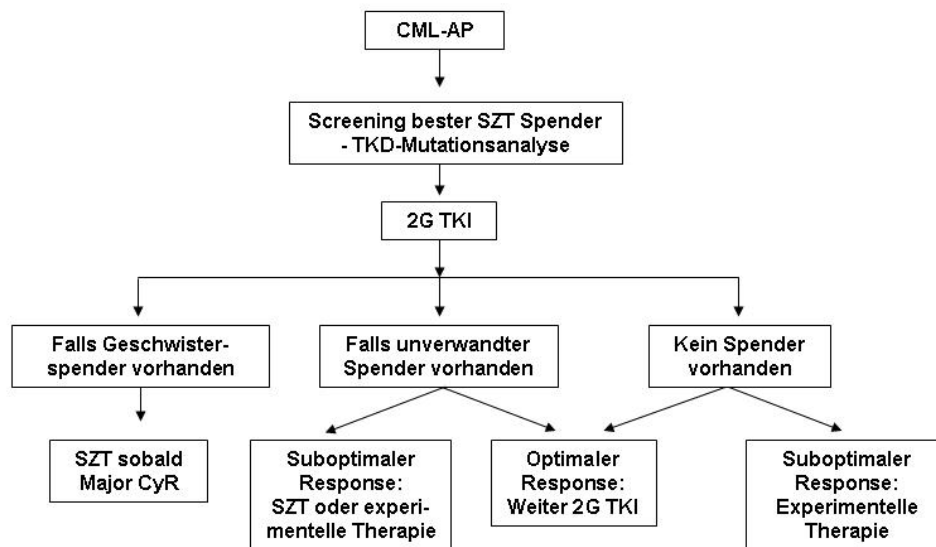 CML-AP
Screening bester SZT Spender
- TKD-Mutationsanalyse
2G TKI
Falls Geschwister-
spender vorhanden
Falls unverwandter
Spender vorhanden
Kein Spender
vorhanden
SZT sobald
Major CyR
Suboptimaler
Response:
SZT oder experi-
mentelle Therapie
Optimaler
Response:
Weiter 2G TKI
Suboptimaler
Response:
Experimentelle
Therapie